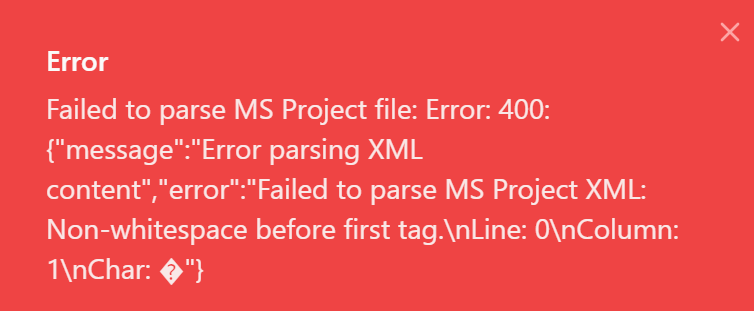 Error
Failed to parse MS Project file: Error: 400:
{"message":"Error parsing XML
content","error":"Failed to parse MS Project XML:
Non-whitespace before first tag.\nLine: 0\nColumn:
1\nChar: �"}